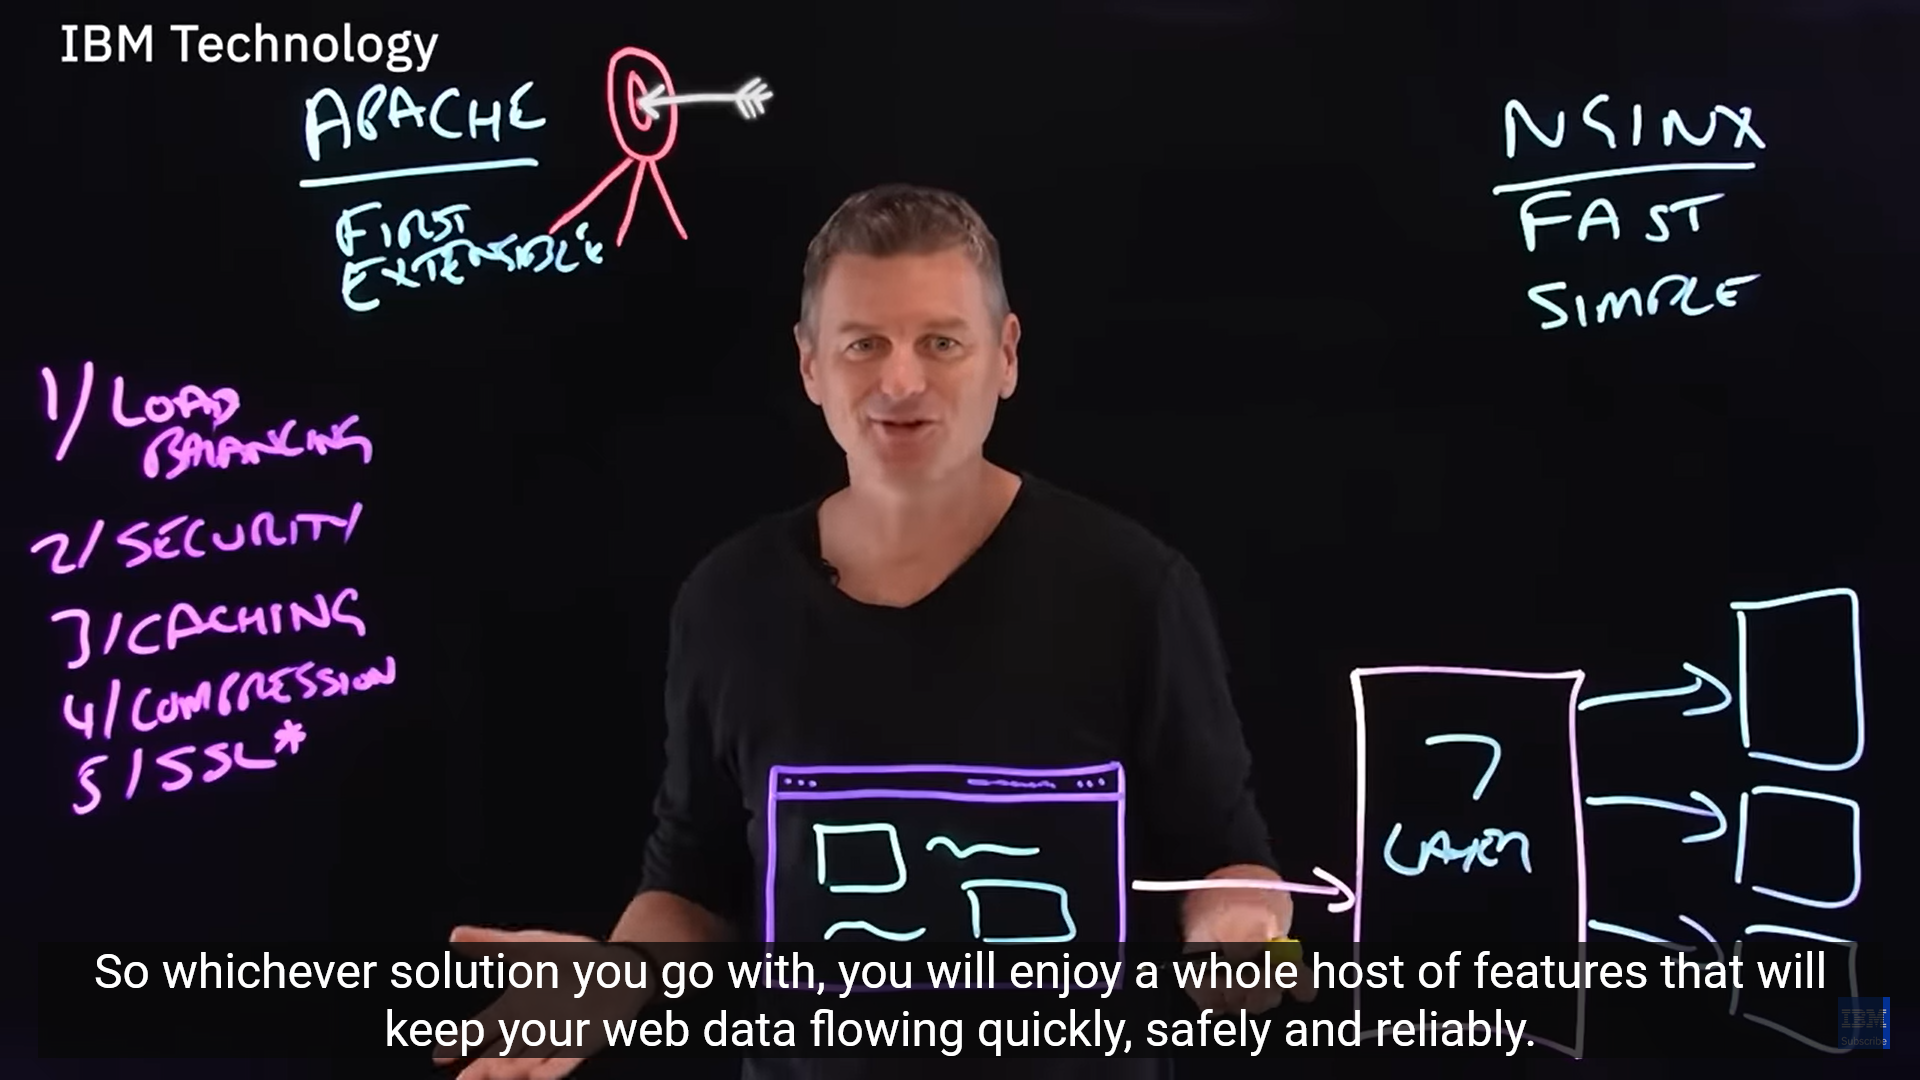 IBM Technology
APACHE
FIRST
EXTENSIBLE
NGINX
FAST
SIMPLE
1/ LOAD
BALANCING
2/ SECURITY
3/ CACHING
4/ COMPRESSION
5/ SSL*
7
LAYER
So whichever solution you go with, you will enjoy a whole host of features that will
keep your web data flowing quickly, safely and reliably.
IBM
Subscribe